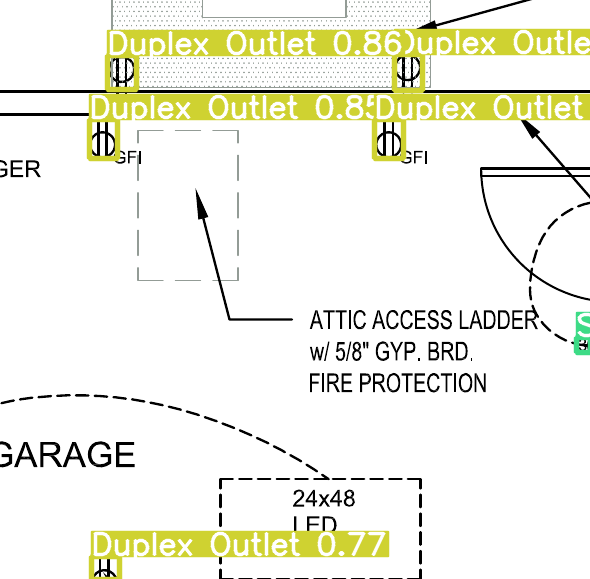 Duplex Outlet 0.86
Duplex Outle
Duplex Outlet 0.85
Duplex Outlet
GFI
GFI
GER
ATTIC ACCESS LADDER
w/ 5/8" GYP. BRD.
FIRE PROTECTION
S
GARAGE
24x48
LED
Duplex Outlet 0.77